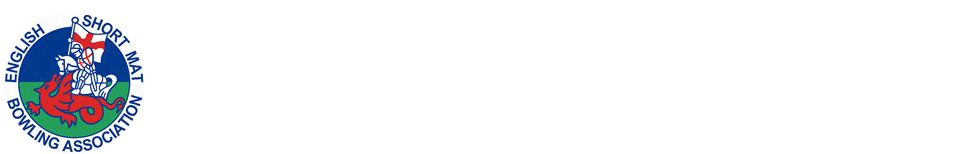 ENGLISH SHORT MAT
BOWLING ASSOCIATION